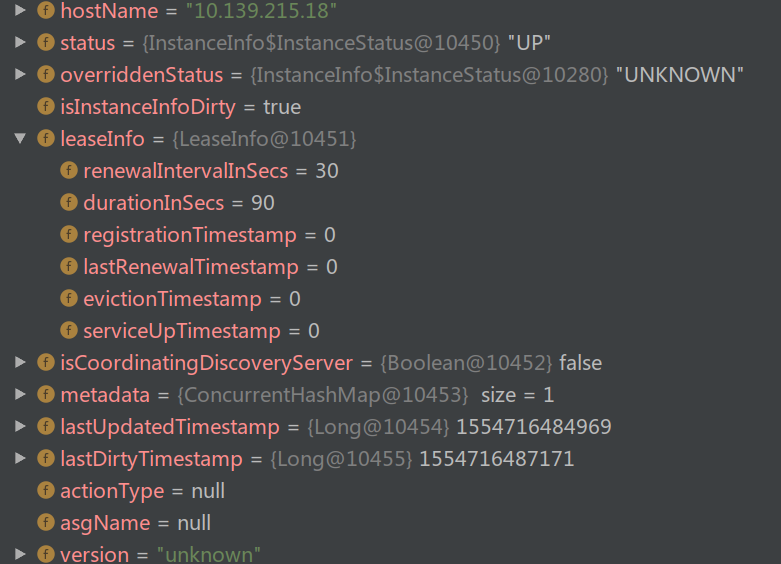 f hostName = "10.139.215.18"
f status = {InstanceInfo$InstanceStatus@10450} "UP"
f overriddenStatus = {InstanceInfo$InstanceStatus@10280} "UNKNOWN"
f isInstanceInfoDirty = true
f leaseInfo = {LeaseInfo@10451}
f renewalIntervalInSecs = 30
f durationInSecs = 90
f registrationTimestamp = 0
f lastRenewalTimestamp = 0
f evictionTimestamp = 0
f serviceUpTimestamp = 0
f isCoordinatingDiscoveryServer = {Boolean@10452} false
f metadata = {ConcurrentHashMap@10453} size = 1
f lastUpdatedTimestamp = {Long@10454} 1554716484969
f lastDirtyTimestamp = {Long@10455} 1554716487171
f actionType = null
f asgName = null
f version = "unknown"